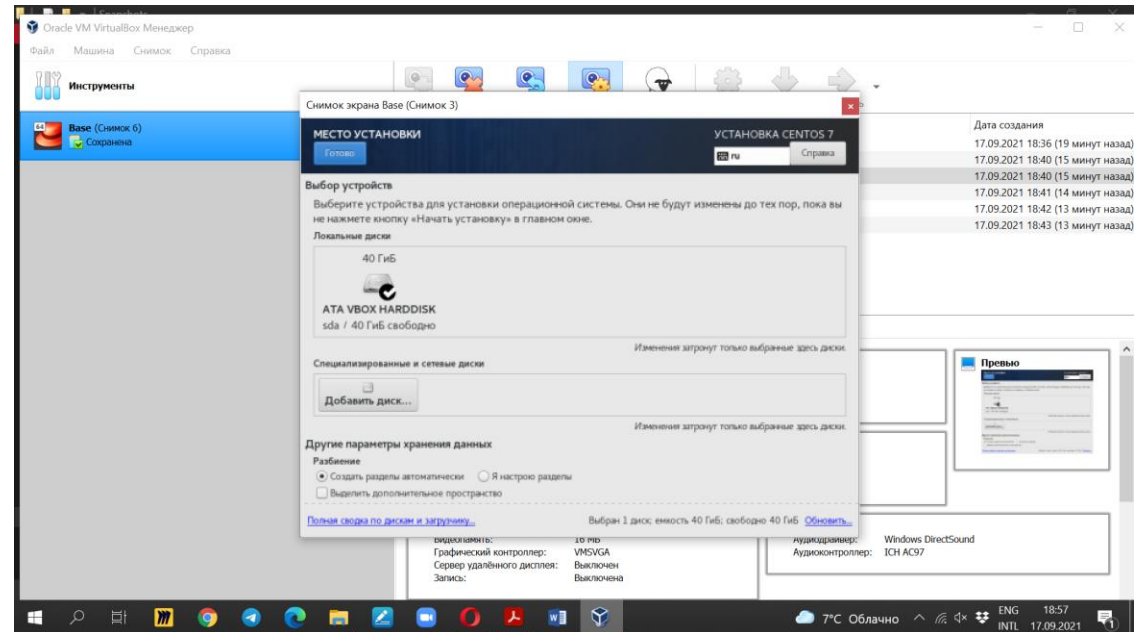 Oracle VM VirtualBox Менеджер
Файл Машина Снимок Справка
Инструменты
64
Base (Снимок 6)
Сохранена
Снимок экрана Base (Снимок 3)
МЕСТО УСТАНОВКИ
УСТАНОВКА CENTOS 7
Готово
ru
Справка
Выбор устройств
Выберите устройства для установки операционной системы. Они не будут изменены до тех пор, пока вы
не нажмете кнопку «Начать установку» в главном окне.
Локальные диски
40 ГиБ
ATA VBOX HARDDISK
sda / 40 ГиБ свободно
Изменения затронут только выбранные здесь диски.
Специализированные и сетевые диски
Добавить диск...
Изменения затронут только выбранные здесь диски.
Другие параметры хранения данных
Разбиение
Создать разделы автоматически Я настрою разделы
Выделить дополнительное пространство
Полная сводка по дискам и загрузчику...
Выбран 1 диск; емкость 40 ГиБ; свободно 40 ГиБ Обновить...
Дата создания
17.09.2021 18:36 (19 минут назад)
17.09.2021 18:40 (15 минут назад)
17.09.2021 18:40 (15 минут назад)
17.09.2021 18:41 (14 минут назад)
17.09.2021 18:42 (13 минут назад)
17.09.2021 18:43 (13 минут назад)
Превью
Видеопамять: 16 МБ
Графический контроллер: VMSVGA
Сервер удалённого дисплея: Выключен
Запись: Выключена
Аудиодрайвер: Windows DirectSound
Аудиоконтроллер: ICH AC97
7°C Облачно
ENG 18:57
INTL 17.09.2021
1